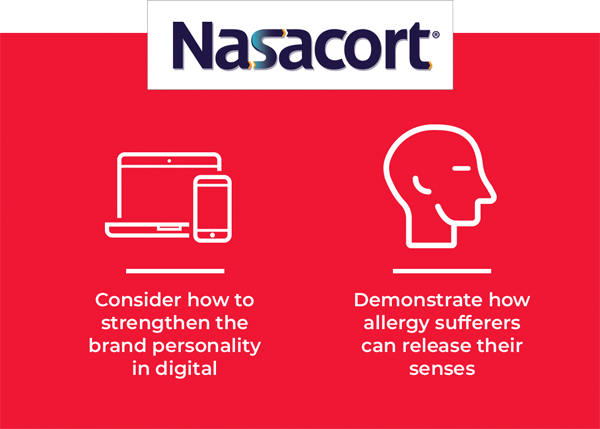 Nasacort®
Consider how to
strengthen the
brand personality
in digital
Demonstrate how
allergy sufferers
can release their
senses